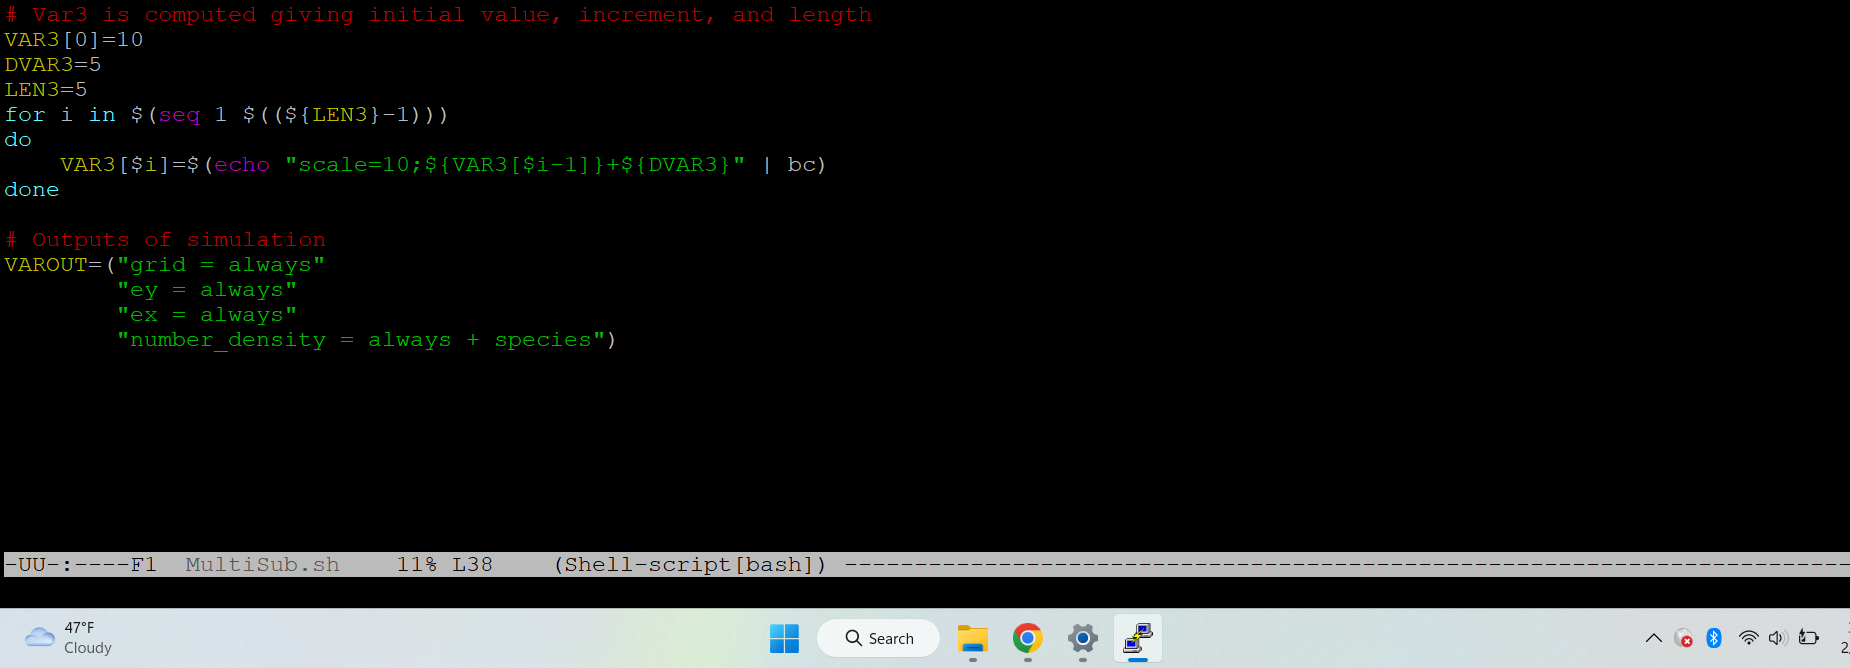 # Var3 is computed giving initial value, increment, and length
VAR3[0]=10
DVAR3=5
LEN3=5
for i in $(seq 1 $((${LEN3}-1)))
do
    VAR3[$i]=$(echo "scale=10;${VAR3[$i-1]}+${DVAR3}" | bc)
done

# Outputs of simulation
VAROUT=("grid = always"
        "ey = always"
        "ex = always"
        "number_density = always + species")
-UU-:----F1  MultiSub.sh    11% L38    (Shell-script[bash]) ------------------------------------------------------------------------
47°F
Cloudy
Search